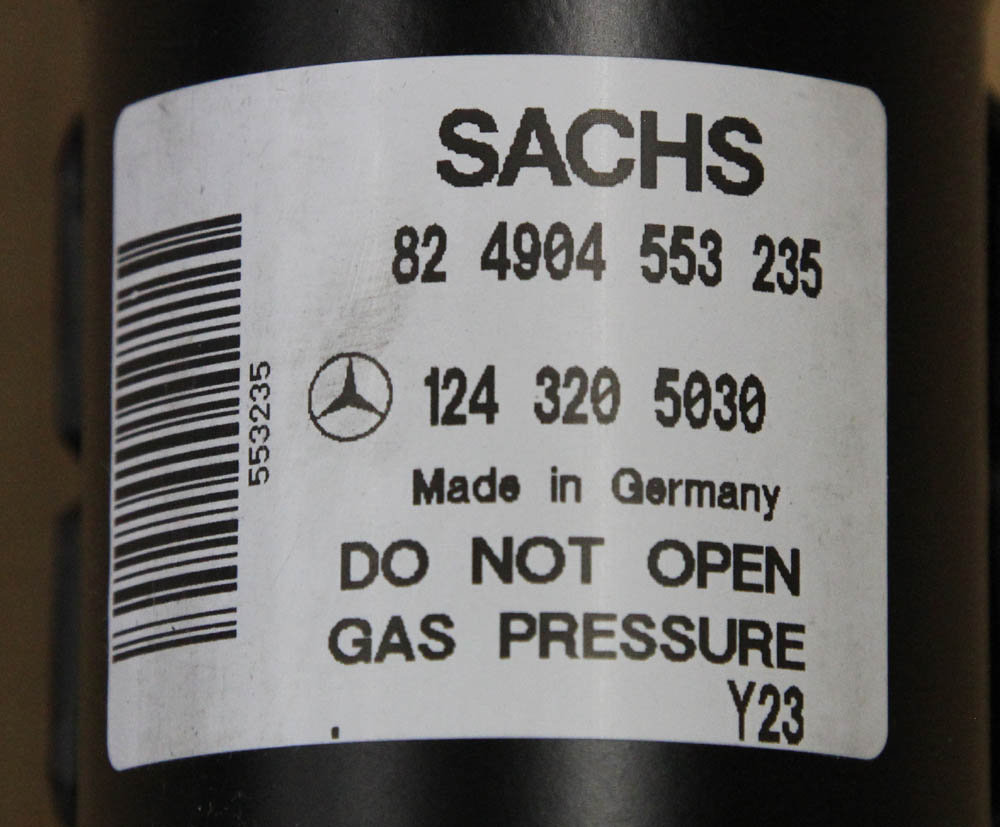 SACHS
82 4904 553 235
553235
124 320 5030
Made in Germany
DO NOT OPEN
GAS PRESSURE
Y23